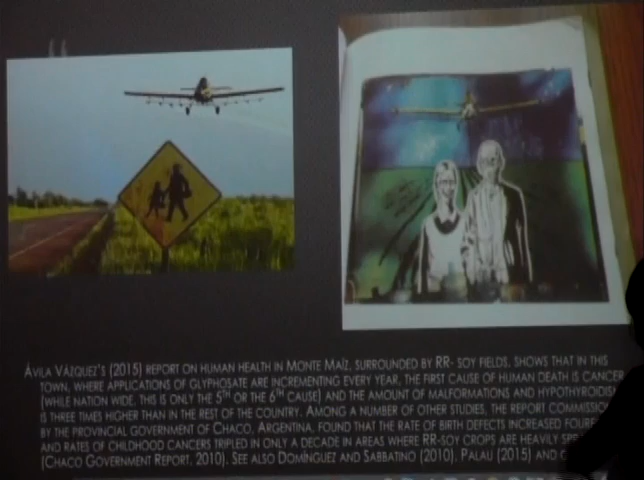 ÁVILA VÁZQUEZ'S (2015) REPORT ON HUMAN HEALTH IN MONTE MAÍZ, SURROUNDED BY RR- SOY FIELDS, SHOWS THAT IN THIS
TOWN, WHERE APPLICATIONS OF GLYPHOSATE ARE INCREMENTING EVERY YEAR, THE FIRST CAUSE OF HUMAN DEATH IS CANCER
(WHILE NATION WIDE, THIS IS ONLY THE 5TH OR THE 6TH CAUSE) AND THE AMOUNT OF MALFORMATIONS AND
IS THREE TIMES HIGHER THAN IN THE REST OF THE COUNTRY. AMONG A NUMBER OF OTHER STUDIES, THE REPORT
BY THE PROVINCIAL GOVERNMENT OF CHACO, ARGENTINA, FOUND THAT THE RATE OF BIRTH DEFECTS INCREASED
AND RATES OF CHILDHOOD CANCERS TRIPLED IN ONLY A DECADE IN AREAS WHERE RR-SOY CROPS ARE HEAVILY
(CHACO GOVERNMENT REPORT, 2010). SEE ALSO DOMÍNGUEZ AND SABBATINO (2010), PALAU (2015) AND